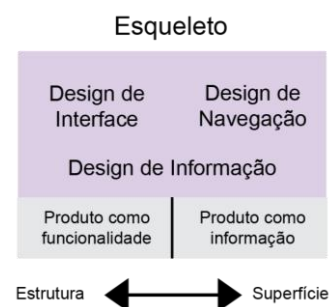 Esqueleto
Design de
Interface
Design de
Navegação
Design de Informação
Produto como
funcionalidade
Produto como
informação
Estrutura
Superfície